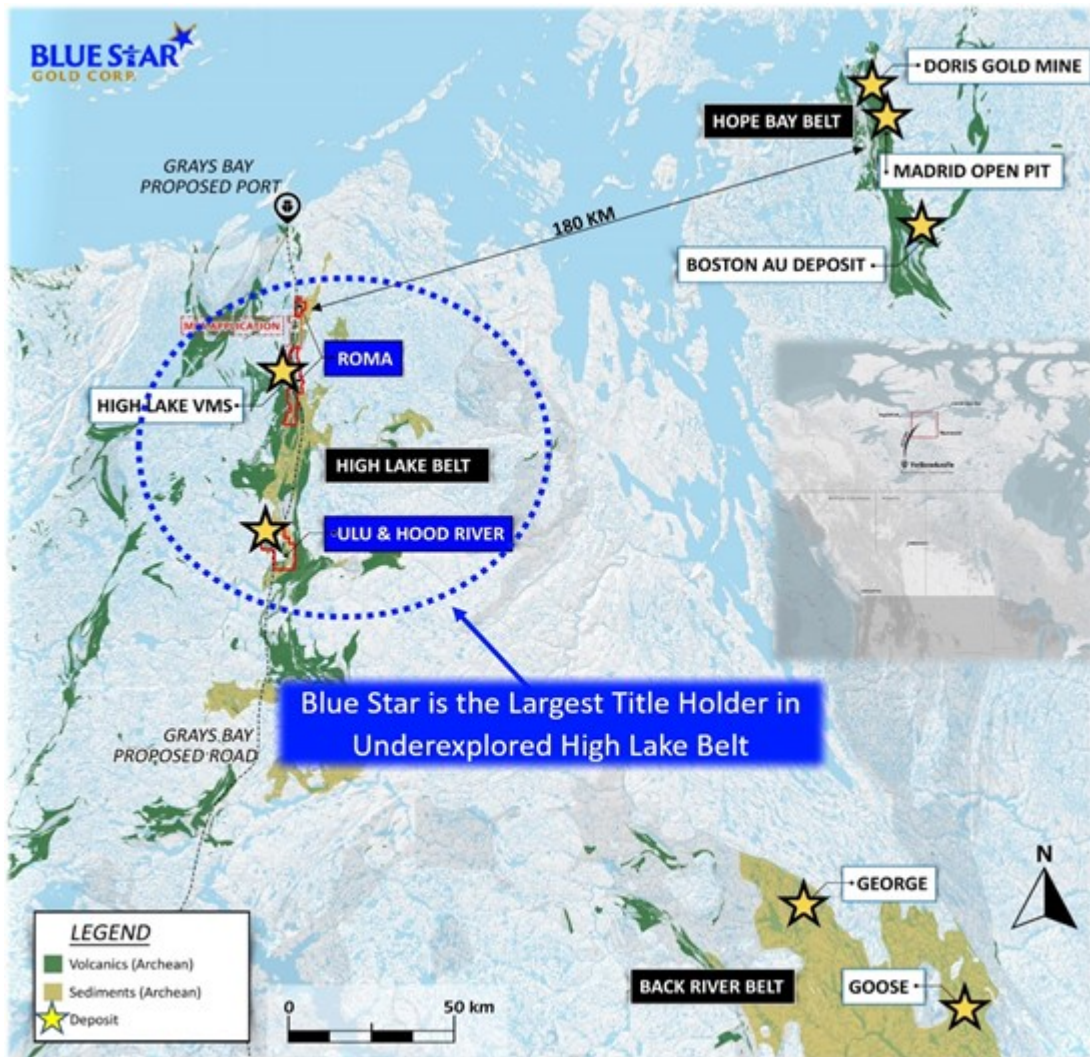 BLUE STAR
GOLD CORP.
DORIS GOLD MINE
HOPE BAY BELT
GRAYS BAY
PROPOSED PORT
MADRID OPEN PIT
180 KM
BOSTON AU DEPOSIT
APPLICATION
ROMA
HIGH LAKE VMS
HIGH LAKE BELT
Yellowknife
ULU & HOOD RIVER
Blue Star is the Largest Title Holder in
Underexplored High Lake Belt
GRAYS BAY
PROPOSED ROAD
N
GEORGE
LEGEND
Volcanics (Archean)
Sediments (Archean)
Deposit
0 50 km
BACK RIVER BELT
GOOSE